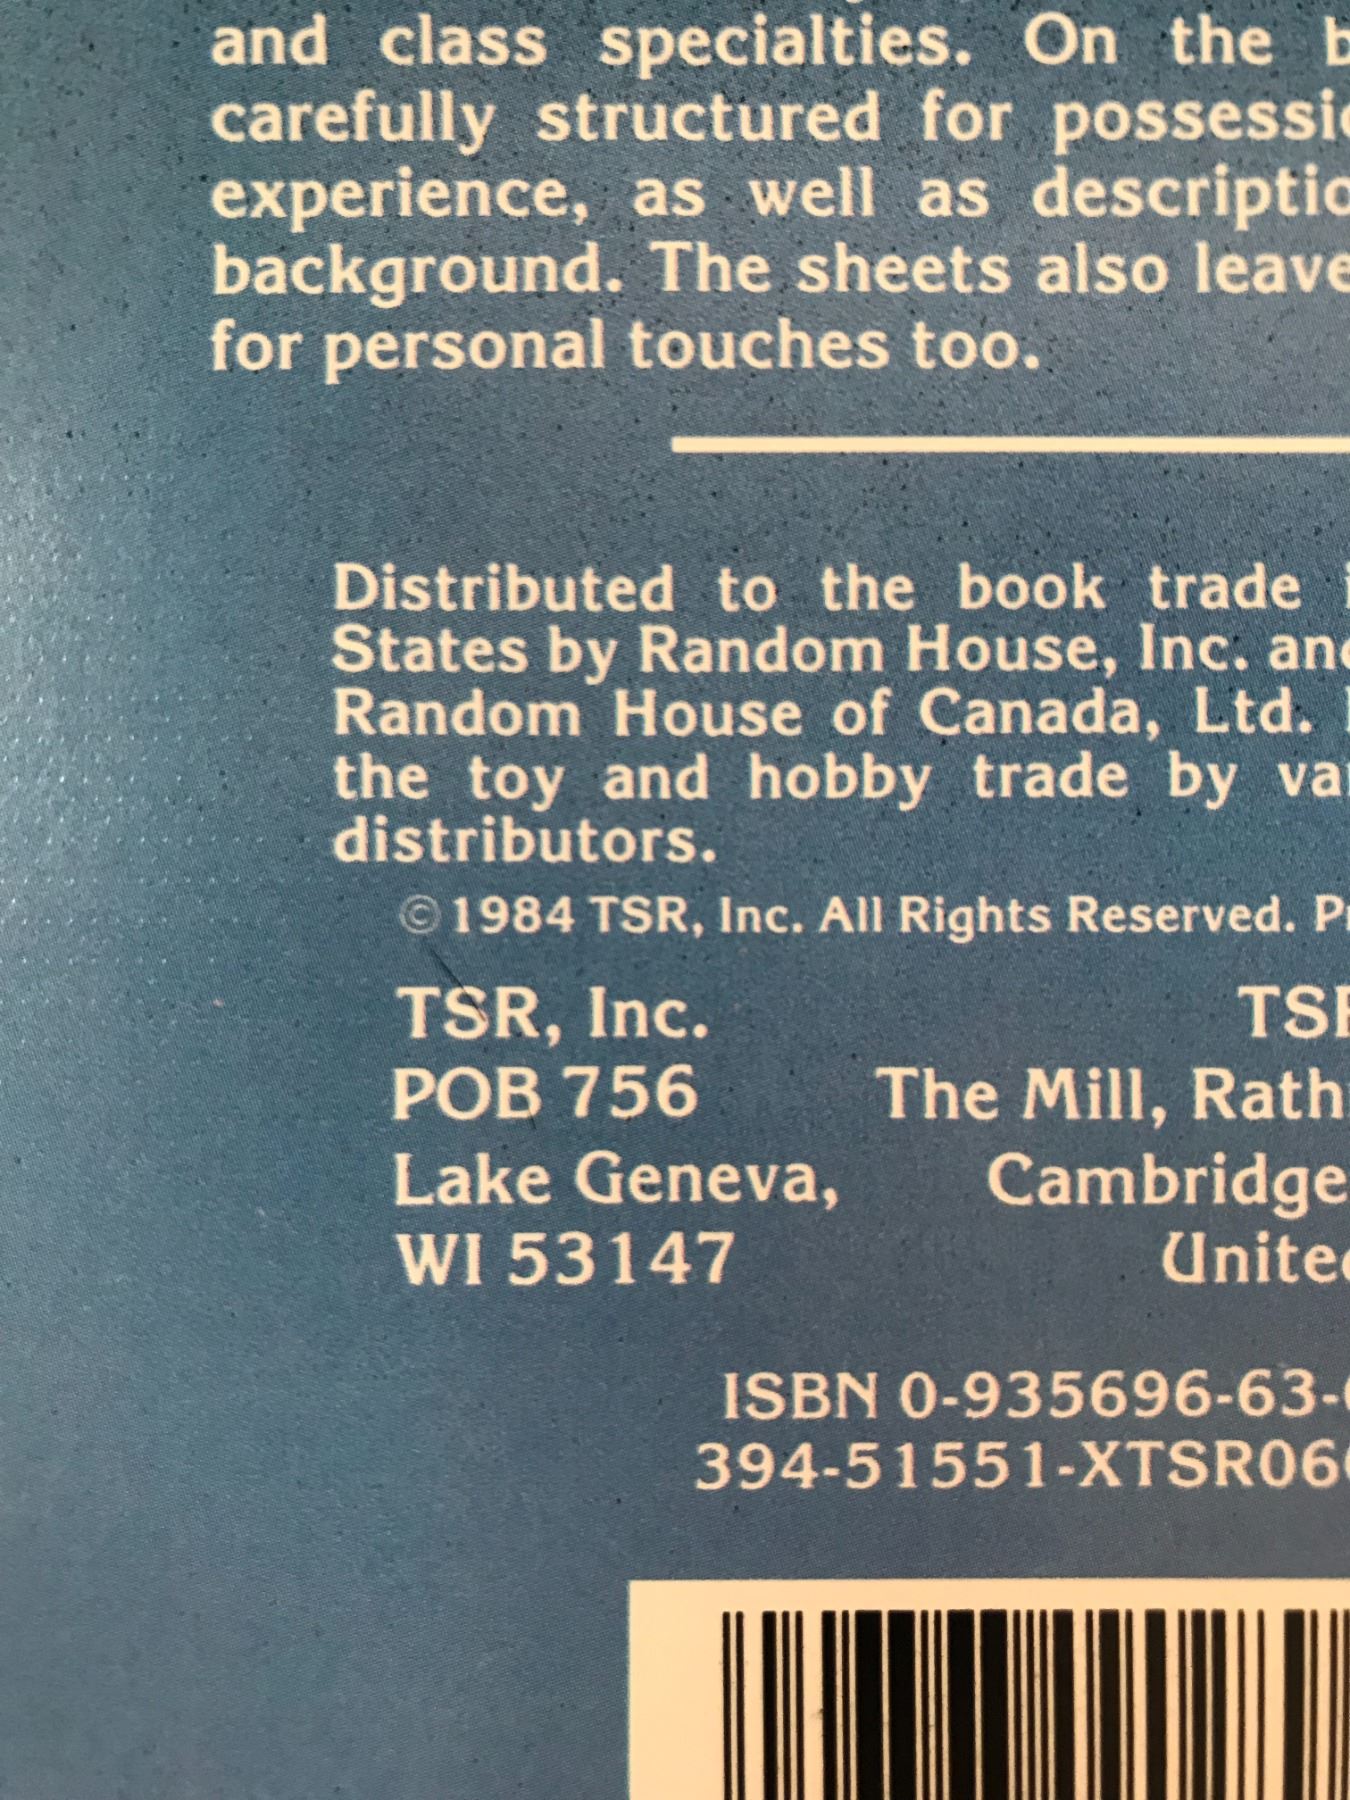 and class specialties. On the
carefully structured for
experience, as well as
background. The sheets also
for personal touches too.
Distributed to the book trade
States by Random House, Inc.
Random House of Canada, Ltd.
the toy and hobby trade by
distributors.
©1984 TSR, Inc. All Rights Reserved.
TSR, Inc.
POB 756 The Mill,
Lake Geneva, Cambridge
WI 53147
ISBN 0-935696-63-
394-51551-XTSR06